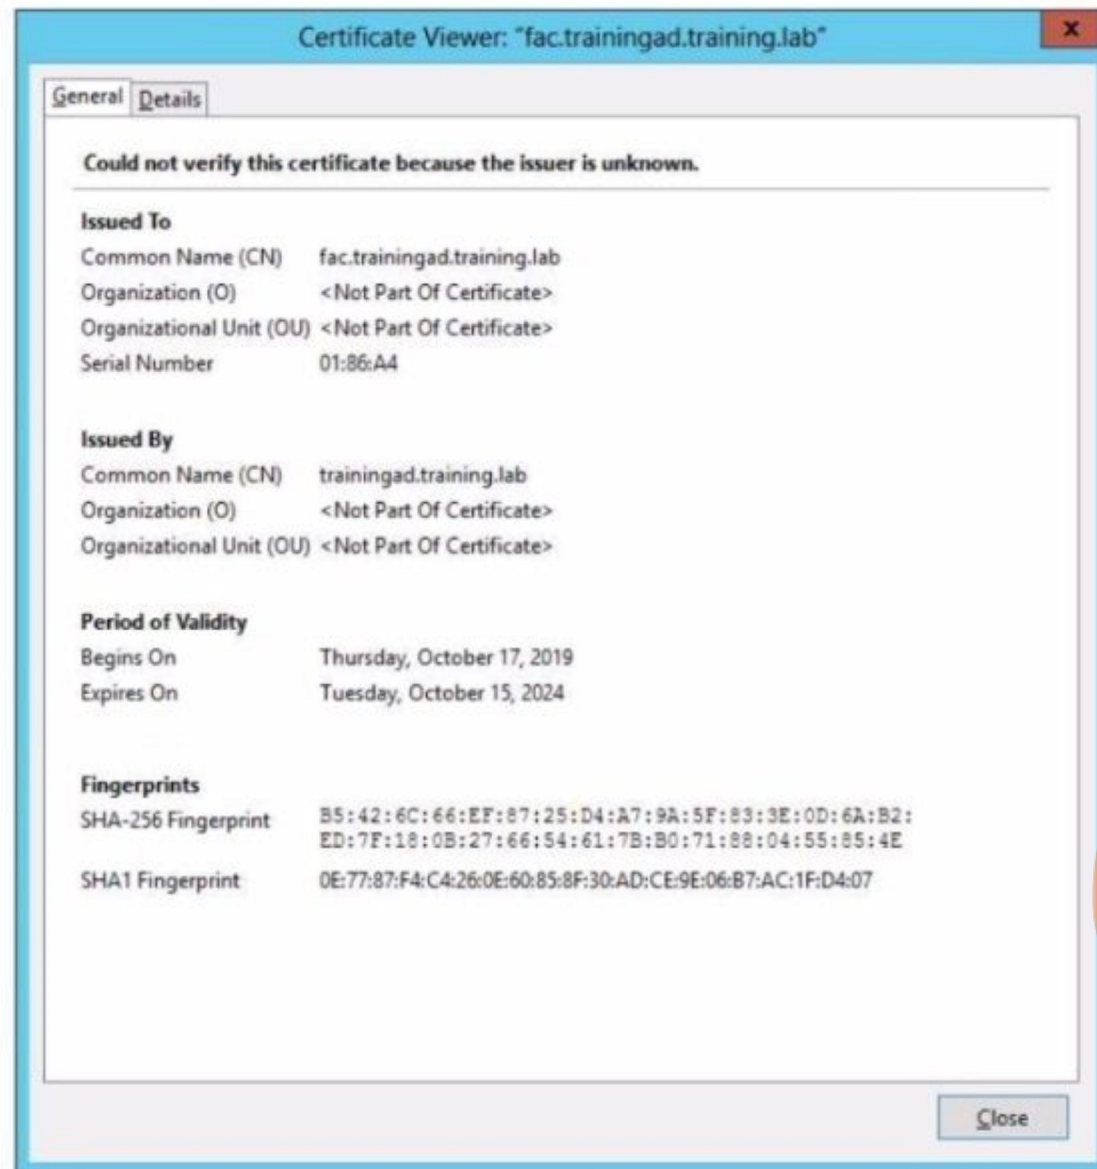 Certificate Viewer: "fac.trainingad.training.lab"
x
General Details
Could not verify this certificate because the issuer is unknown.
Issued To
Common Name (CN) fac.trainingad.training.lab
Organization (O) <Not Part Of Certificate>
Organizational Unit (OU) <Not Part Of Certificate>
Serial Number 01:86:A4
Issued By
Common Name (CN) trainingad.training.lab
Organization (O) <Not Part Of Certificate>
Organizational Unit (OU) <Not Part Of Certificate>
Period of Validity
Begins On Thursday, October 17, 2019
Expires On Tuesday, October 15, 2024
Fingerprints
SHA-256 Fingerprint B5:42:6C:66:EF:87:25:D4:A7:9A:5F:83:3E:0D:6A:B2:
ED:7F:18:0B:27:66:54:61:7B:B0:71:88:04:55:85:4E
SHA1 Fingerprint 0E:77:87:F4:C4:26:0E:60:85:8F:30:AD:CE:9E:06:B7:AC:1F:D4:07
Close